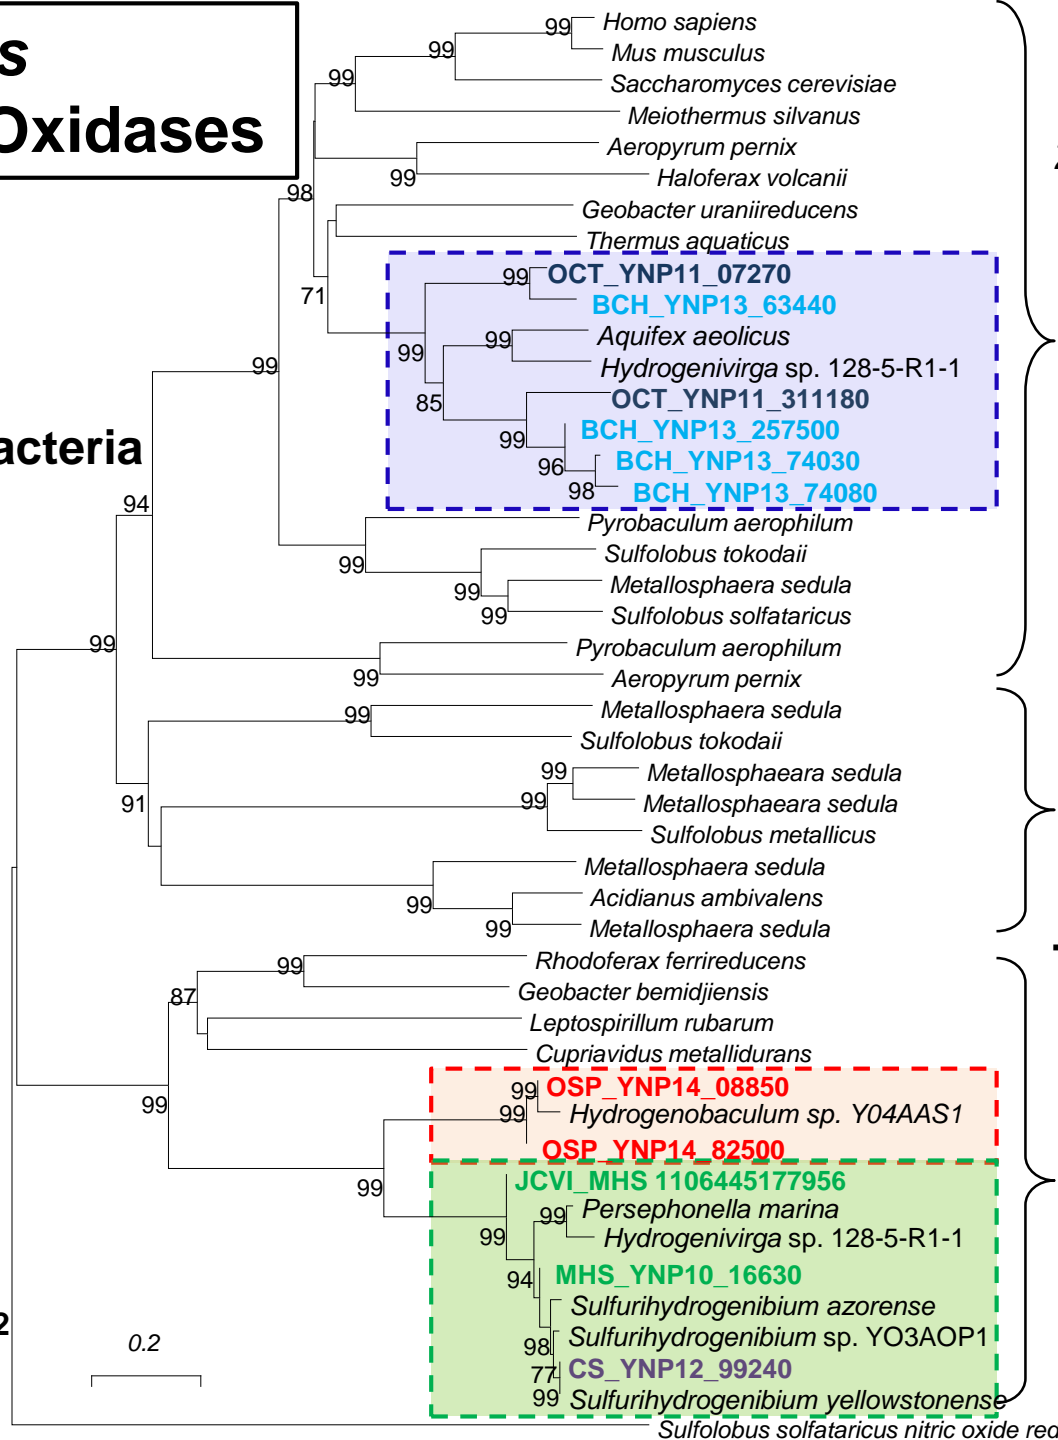 s
Oxidases
99
Homo sapiens
99
Mus musculus
99
Saccharomyces cerevisiae
Meiothermus silvanus
Aeropyrum pernix
99
Haloferax volcanii
98
Geobacter uraniireducens
Thermus aquaticus
99
OCT_YNP11_07270
71
BCH_YNP13_63440
99
Aquifex aeolicus
99
Hydrogenivirga sp. 128-5-R1-1
99
85
OCT_YNP11_311180
99
BCH_YNP13_257500
acteria
96
BCH_YNP13_74030
98
BCH_YNP13_74080
94
Pyrobaculum aerophilum
99
Sulfolobus tokodaii
99
Metallosphaera sedula
99
Sulfolobus solfataricus
99
Pyrobaculum aerophilum
99
Aeropyrum pernix
99
Metallosphaera sedula
Sulfolobus tokodaii
99
Metallosphaeara sedula
91
99
Metallosphaeara sedula
Sulfolobus metallicus
Metallosphaera sedula
99
Acidianus ambivalens
99
Metallosphaera sedula
99
Rhodoferax ferrireducens
87
Geobacter bemidjiensis
Leptospirillum rubarum
Cupriavidus metallidurans
99
99
OSP_YNP14_08850
99
Hydrogenobaculum sp. Y04AAS1
OSP_YNP14_82500
99
JCVI_MHS 1106445177956
99
Persephonella marina
99
Hydrogenivirga sp. 128-5-R1-1
94
MHS_YNP10_16630
Sulfurihydrogenibium azorense
2
0.2
98
Sulfurihydrogenibium sp. YO3AOP1
77
CS_YNP12_99240
99
Sulfurihydrogenibium yellowstonense
Sulfolobus solfataricus nitric oxide red